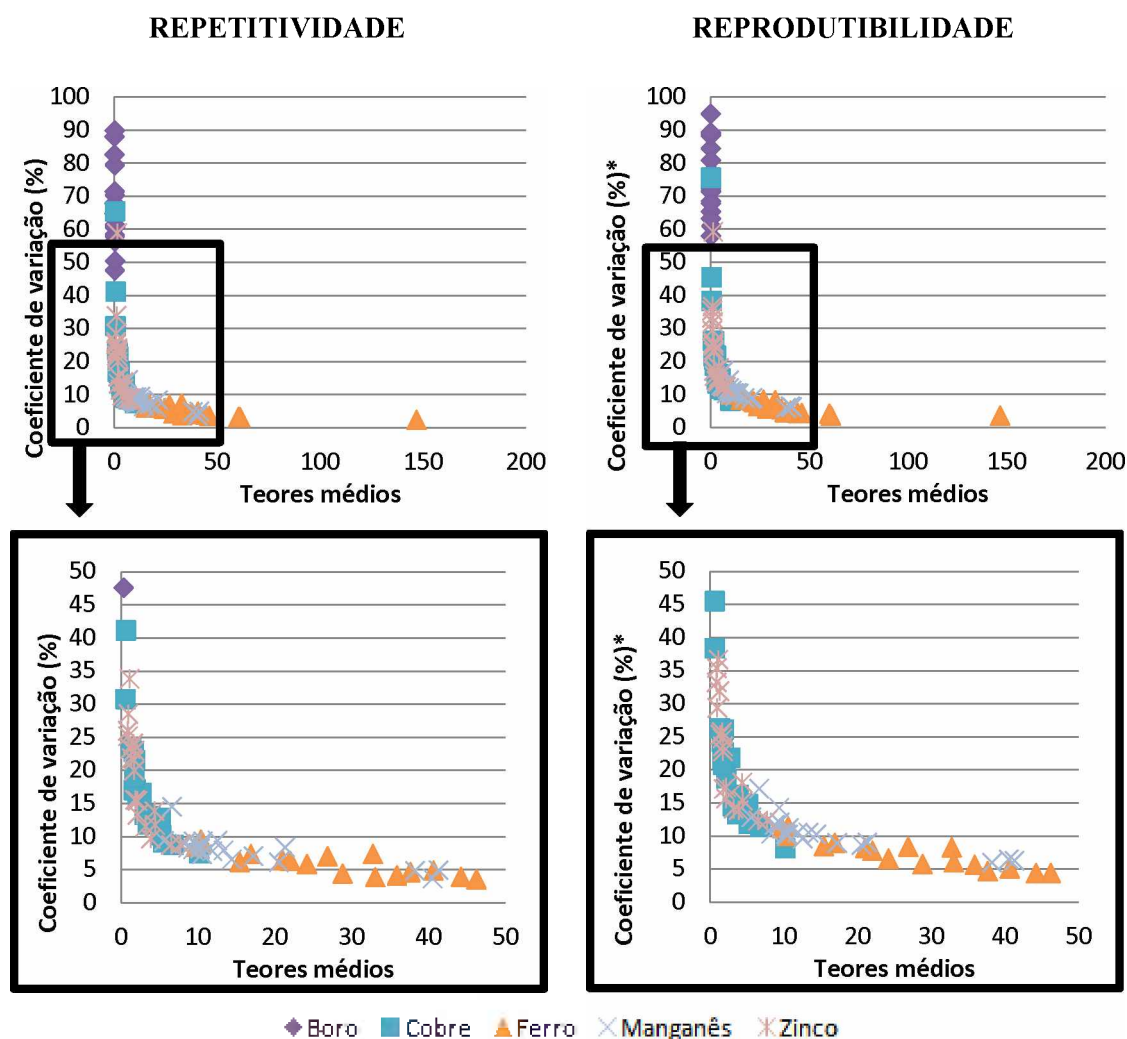 REPETITIVIDADE
REPRODUTIBILIDADE
Coeficiente de variação (%)
100
90
80
70
60
50
40
30
20
10
0
0 50 100 150 200
Teores médios
Coeficiente de variação (%)*
100
90
80
70
60
50
40
30
20
10
0
0 50 100 150 200
Teores médios
Coeficiente de variação (%)
50
45
40
35
30
25
20
15
10
5
0
0 10 20 30 40 50
Teores médios
Coeficiente de variação (%)*
50
45
40
35
30
25
20
15
10
5
0
0 10 20 30 40 50
Teores médios
Boro Cobre Ferro Manganês Zinco